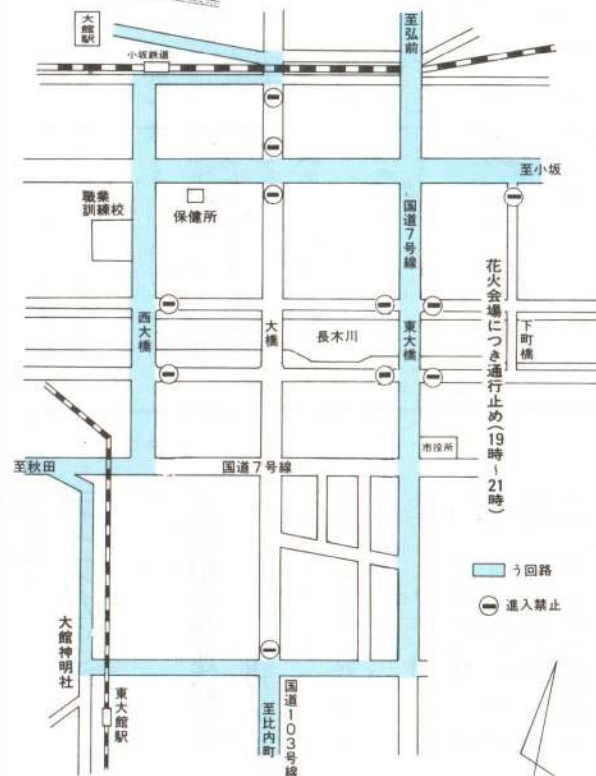 大館駅
小坂鉄道
至弘前
至小坂
職業
訓練校
保健所
国道7号線
花火会場につき通行止め(19時~21時)
西大橋
大橋
長木川
東大橋
下町橋
市役所
至秋田
国道7号線
う回路
進入禁止
大館神明社
東大館駅
至比内町
国道103号線